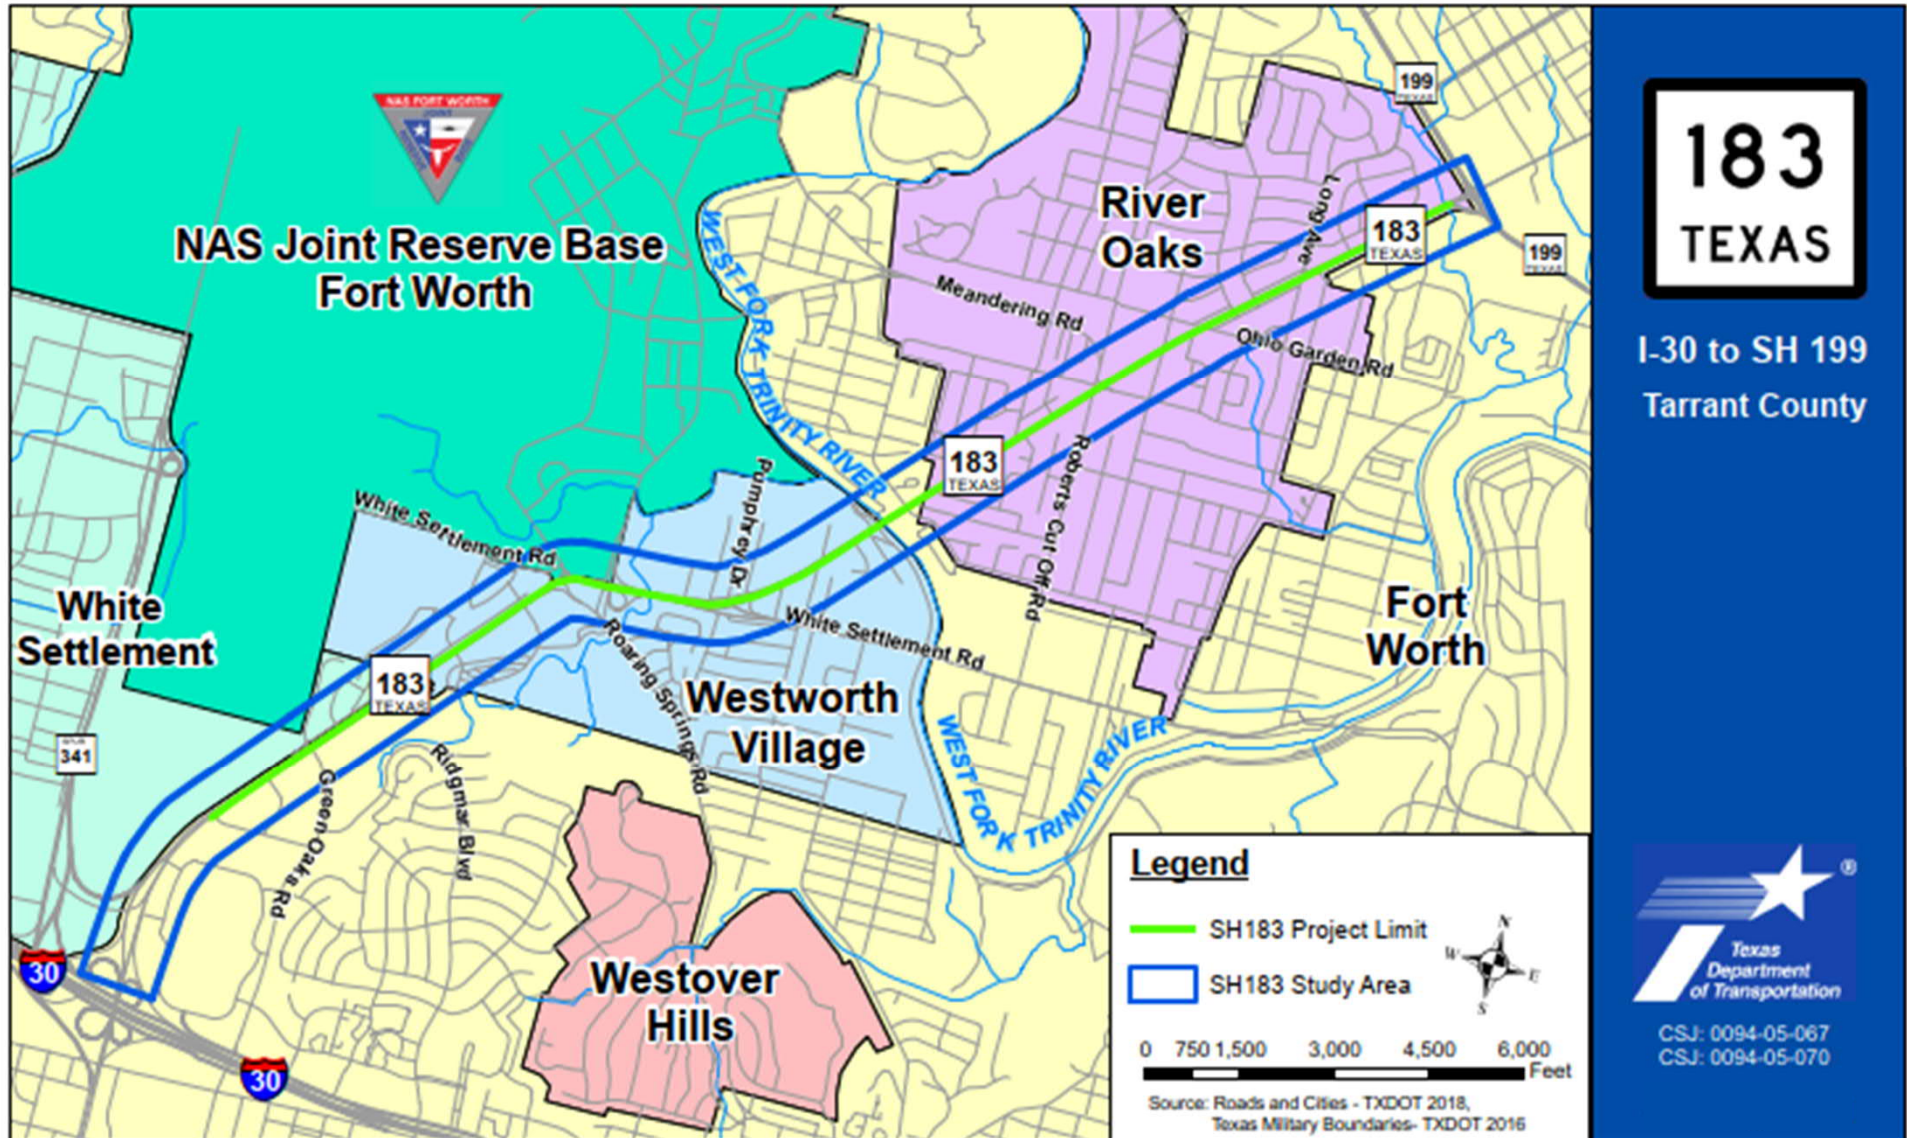 NAS FORT WORTH
JOINT
NAS Joint Reserve Base
Fort Worth
River
Oaks
199
TEXAS
183
TEXAS
199
TEXAS
Long Ave
Meandering Rd
Ohio Garden Rd
WEST FORK TRINITY RIVER
183
TEXAS
Roberts Cut Off Rd
Pumphrey Dr
White Settlement Rd
White
Settlement
Fort
Worth
White Settlement Rd
Roaring Springs Rd
183
TEXAS
Westworth
Village
341
Ridgmar Blvd
Green Oaks Rd
WEST FORK TRINITY RIVER
30
30
Westover
Hills
Legend
SH183 Project Limit
SH183 Study Area
N
W
E
S
0 750 1,500 3,000 4,500 6,000
Feet
Source: Roads and Cities - TXDOT 2018,
Texas Military Boundaries- TXDOT 2016
183
TEXAS
I-30 to SH 199
Tarrant County
®
Texas
Department
of Transportation
CSJ: 0094-05-067
CSJ: 0094-05-070